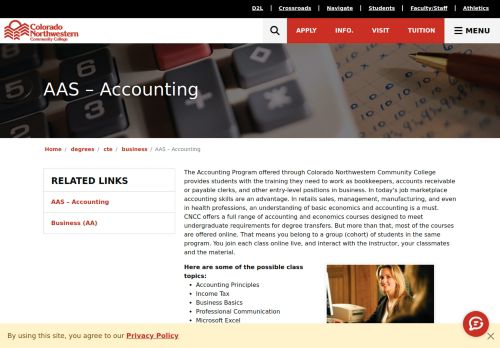 D2L | Crossroads | Navigate | Students | Faculty/Staff | Athletics
Colorado
Northwestern
Community College
APPLY INFO. VISIT TUITION MENU
AAS – Accounting
Home / degrees / cte / business / AAS – Accounting
RELATED LINKS
AAS – Accounting
Business (AA)
The Accounting Program offered through Colorado Northwestern Community College
provides students with the training they need to work as bookkeepers, accounts receivable
or payable clerks, and other entry-level positions in business. In today's job marketplace
accounting skills are an advantage. In retails sales, management, manufacturing, and even
in health professions, an understanding of basic economics and accounting is a must.
CNCC offers a full range of accounting and economics courses designed to meet
undergraduate requirements for degree transfers. But more than that, most of the courses
are offered online. That means you belong to a group (cohort) of students in the same
program. You join each class online live, and interact with the instructor, your classmates
and the material.
Here are some of the possible class
topics:
• Accounting Principles
• Income Tax
• Business Basics
• Professional Communication
• Microsoft Excel
By using this site, you agree to our Privacy Policy ×